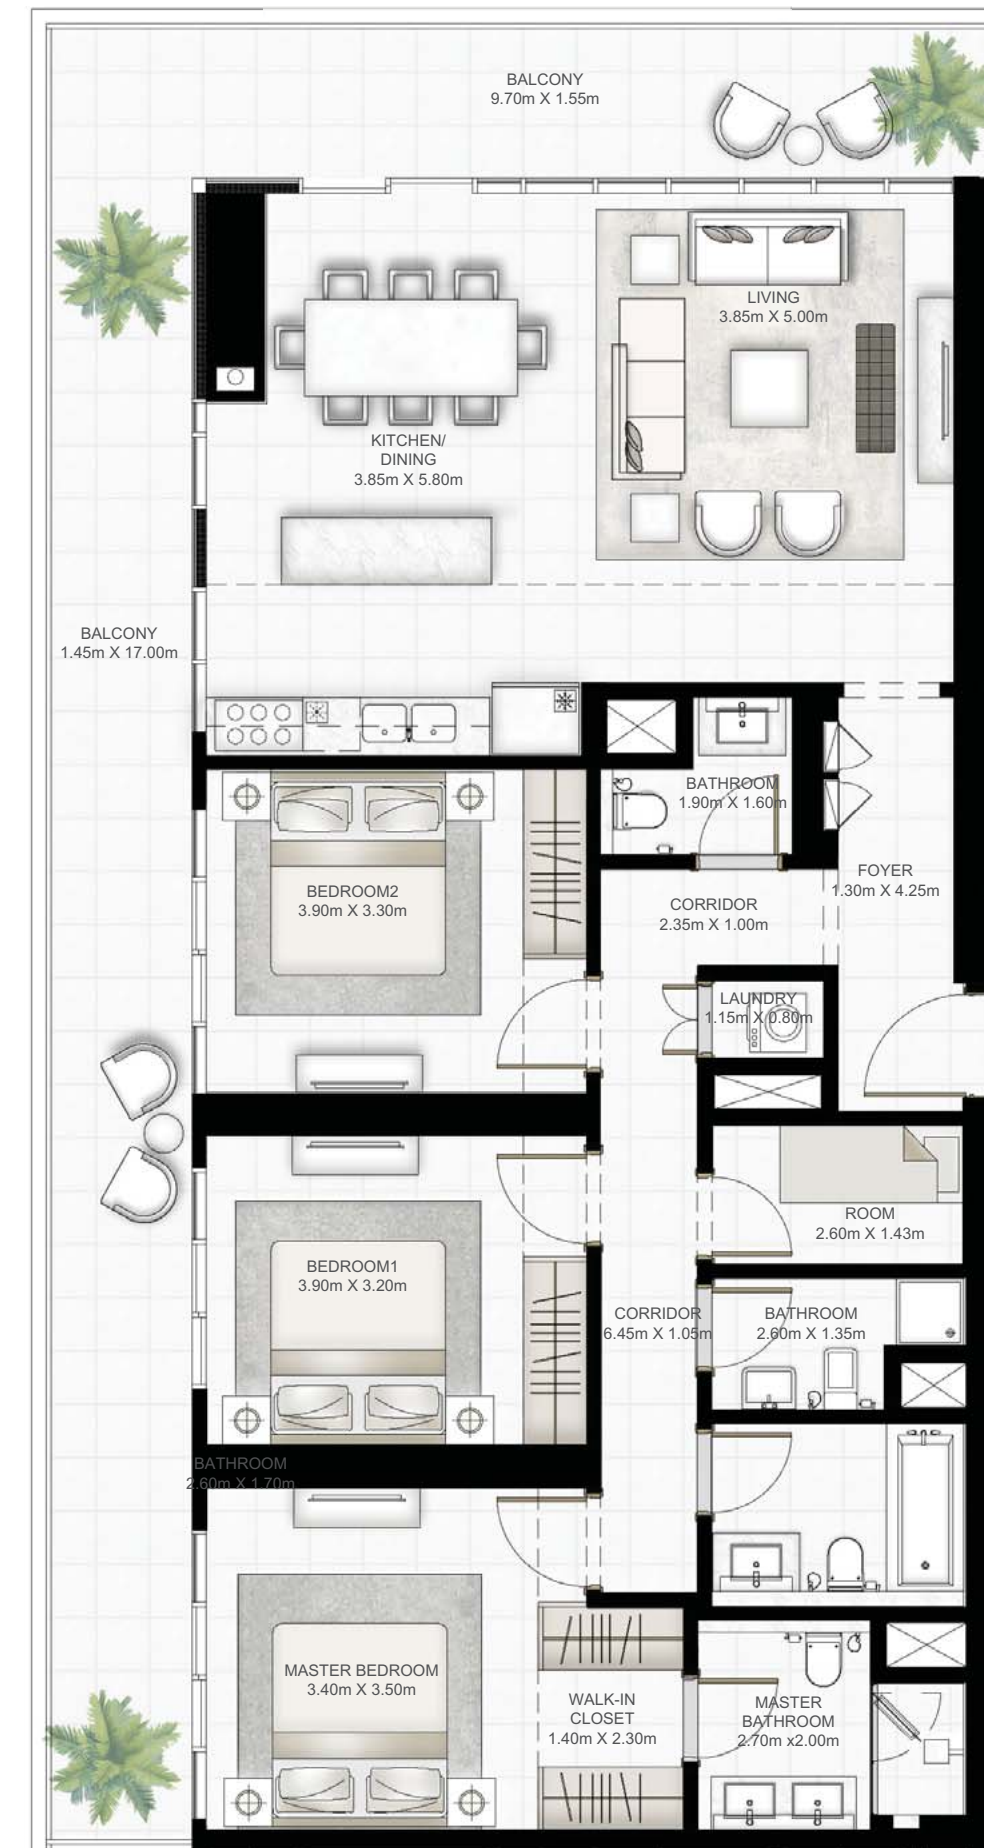 BALCONY
9.70m X 1.55m
LIVING
3.85m X 5.00m
KITCHEN/
DINING
3.85m X 5.80m
BALCONY
1.45m X 17.00m
BATHROOM
1.90m X 1.60m
FOYER
1.30m X 4.25m
BEDROOM2
3.90m X 3.30m
CORRIDOR
2.35m X 1.00m
LAUNDRY
1.15m X 0.80m
ROOM
2.60m X 1.43m
BEDROOM1
3.90m X 3.20m
CORRIDOR
6.45m X 1.05m
BATHROOM
2.60m X 1.35m
BATHROOM
2.60m X 1.70m
MASTER BEDROOM
3.40m X 3.50m
WALK-IN
CLOSET
1.40m X 2.30m
MASTER
BATHROOM
2.70m x2.00m